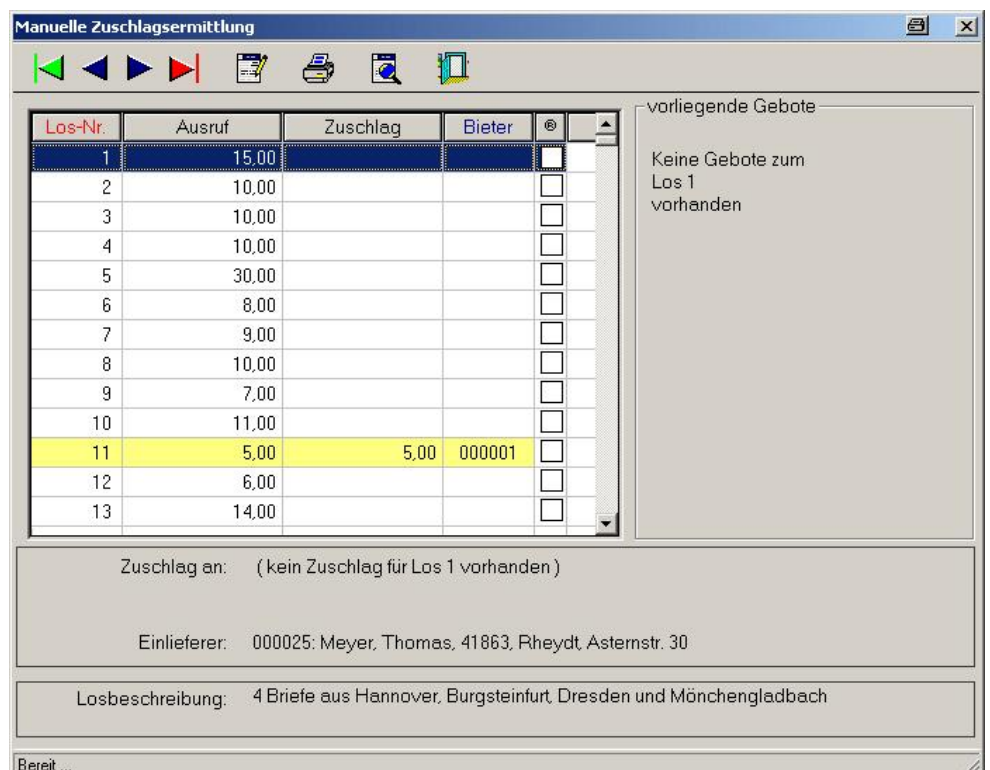 Manuelle Zuschlagsermittlung
Los-Nr. Ausruf Zuschlag Bieter ®
1 15,00
2 10,00
3 10,00
4 10,00
5 30,00
6 8,00
7 9,00
8 10,00
9 7,00
10 11,00
11 5,00 5,00 000001
12 6,00
13 14,00
vorliegende Gebote
Keine Gebote zum
Los 1
vorhanden
Zuschlag an: ( kein Zuschlag für Los 1 vorhanden )
Einlieferer: 000025: Meyer, Thomas, 41863, Rheydt, Asternstr. 30
Losbeschreibung: 4 Briefe aus Hannover, Burgsteinfurt, Dresden und Mönchengladbach
Bereit ...